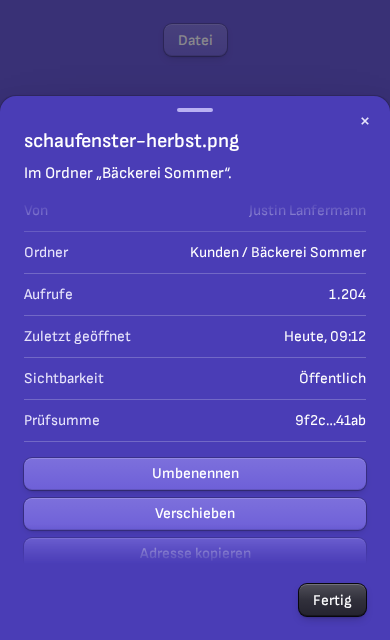 Datei
×
schaufenster-herbst.png
Im Ordner „Bäckerei Sommer“.
Von Justin Lanfermann
Ordner Kunden / Bäckerei Sommer
Aufrufe 1.204
Zuletzt geöffnet Heute, 09:12
Sichtbarkeit Öffentlich
Prüfsumme 9f2c…41ab
Umbenennen
Verschieben
Adresse kopieren
Fertig